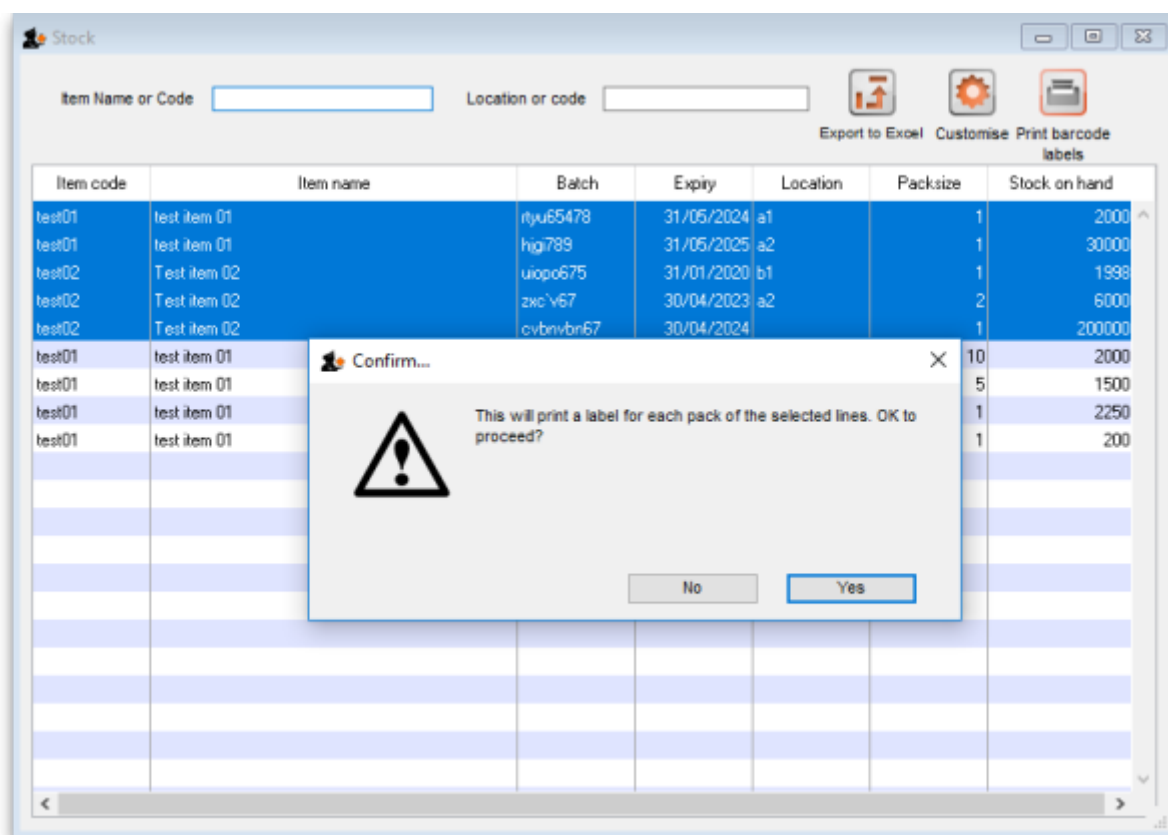 Stock
Item Name or Code
Location or code
Export to Excel
Customise
Print barcode
labels
Item code Item name Batch Expiry Location Packsize Stock on hand
test01 test item 01 rtyu65478 31/05/2024 a1 1 2000
test01 test item 01 hjgi789 31/05/2025 a2 1 30000
test02 Test item 02 uiopo675 31/01/2020 b1 1 1998
test02 Test item 02 zxc`v67 30/04/2023 a2 2 6000
test02 Test item 02 cvbnvbn67 30/04/2024 1 200000
test01 test item 01 10 2000
test01 test item 01 5 1500
test01 test item 01 1 2250
test01 test item 01 1 200
Confirm...
This will print a label for each pack of the selected lines. OK to
proceed?
No
Yes